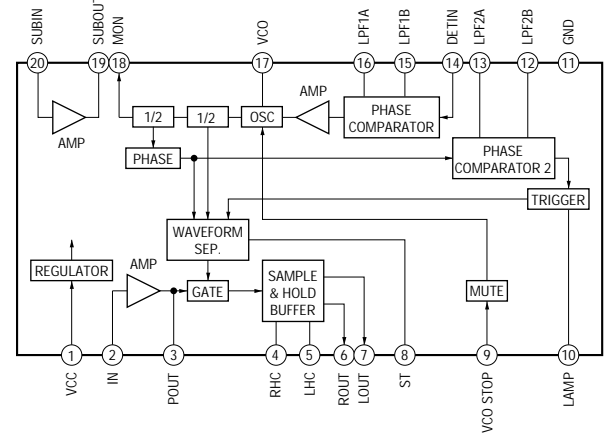 SUBIN
SUBOUT
MON
VCO
LPF1A
LPF1B
DETIN
LPF2A
LPF2B
GND
20
19
18
17
16
15
14
13
12
11
AMP
1/2
1/2
OSC
AMP
PHASE
COMPARATOR
PHASE
PHASE
COMPARATOR 2
TRIGGER
WAVEFORM
SEP.
REGULATOR
AMP
GATE
SAMPLE
& HOLD
BUFFER
MUTE
1
2
3
4
5
6
7
8
9
10
VCC
IN
POUT
RHC
LHC
ROUT
LOUT
ST
VCO STOP
LAMP